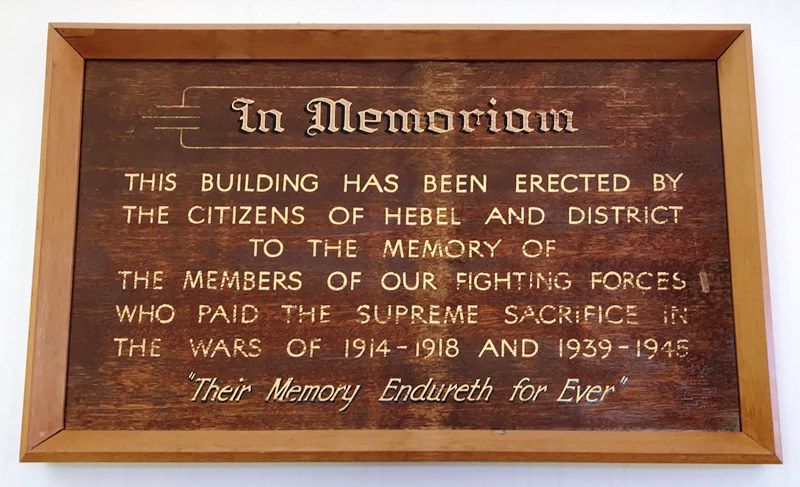 In Memoriam
THIS BUILDING HAS BEEN ERECTED BY
THE CITIZENS OF HEBEL AND DISTRICT
TO THE MEMORY OF
THE MEMBERS OF OUR FIGHTING FORCES
WHO PAID THE SUPREME SACRIFICE IN
THE WARS OF 1914-1918 AND 1939-1945
"Their Memory Endureth for Ever"